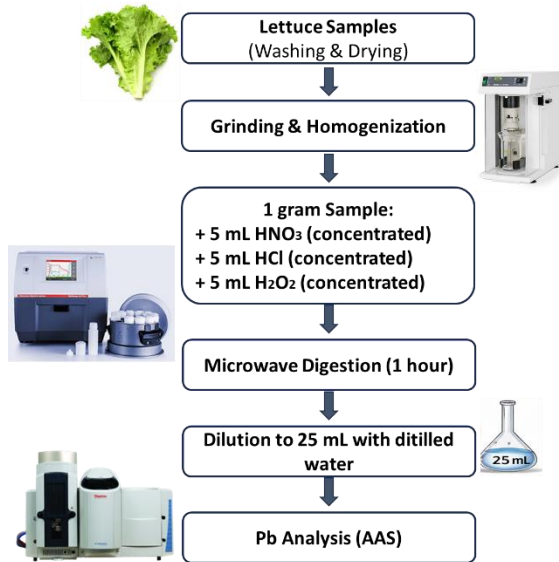 Lettuce Samples
(Washing & Drying)
Grinding & Homogenization
1 gram Sample:
+ 5 mL HNO₃ (concentrated)
+ 5 mL HCl (concentrated)
+ 5 mL H₂O₂ (concentrated)
Microwave Digestion (1 hour)
Dilution to 25 mL with ditilled
water
25 mL
Pb Analysis (AAS)